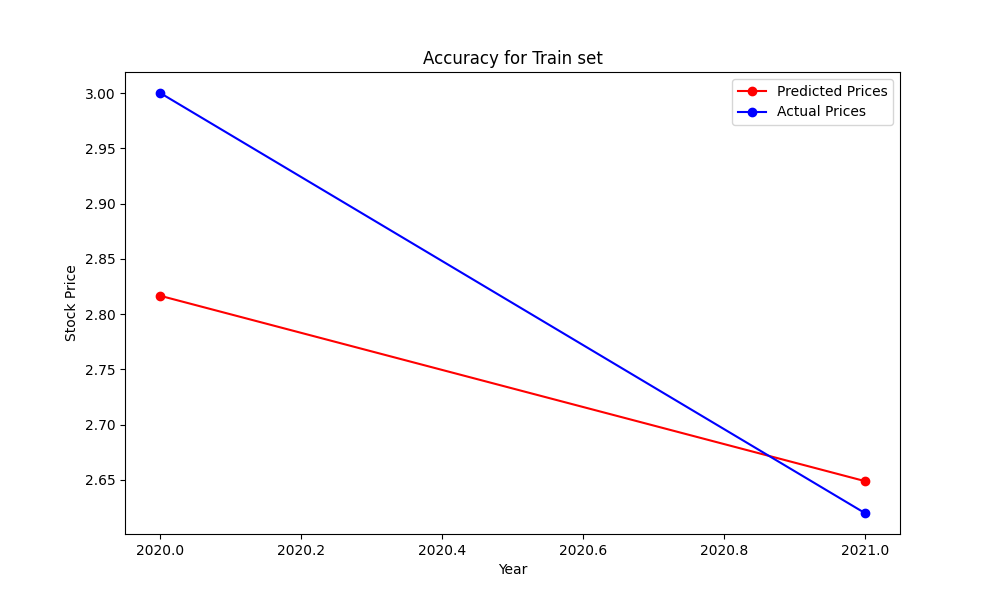 Accuracy for Train set
Predicted Prices
Actual Prices
3.00
2.95
2.90
2.85
2.80
2.75
2.70
2.65
Stock Price
2020.0 2020.2 2020.4 2020.6 2020.8 2021.0
Year